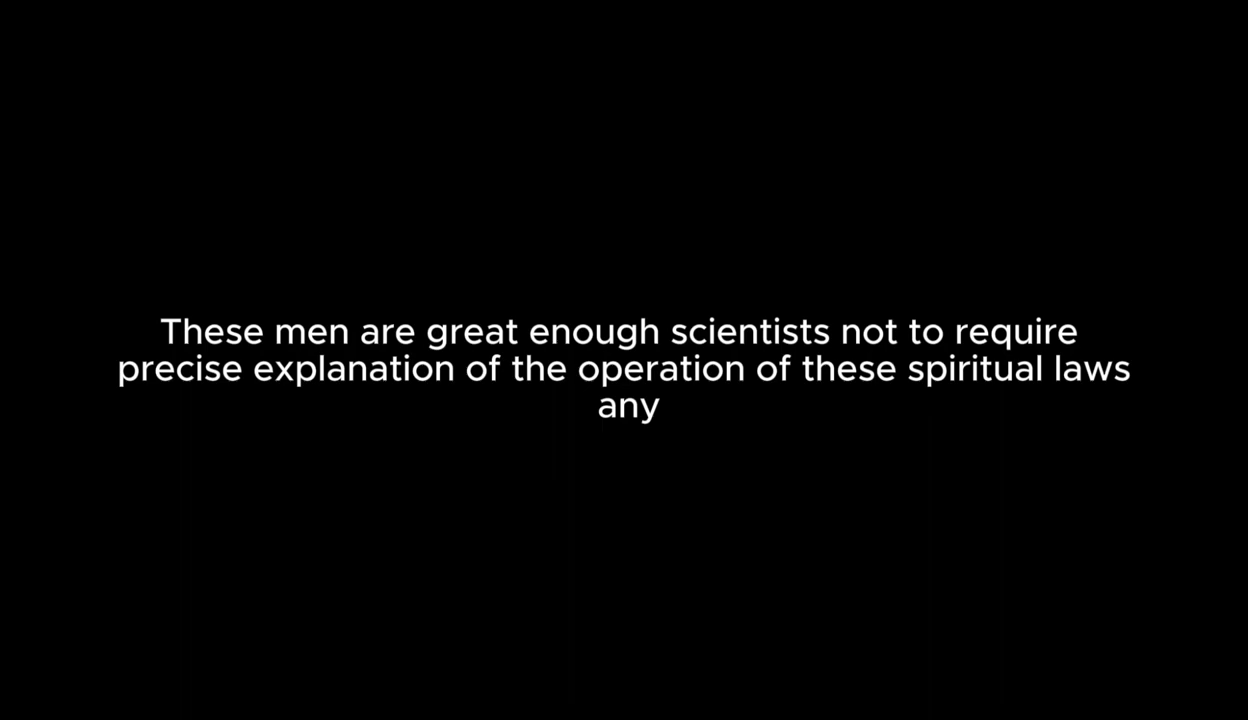 These men are great enough scientists not to require
precise explanation of the operation of these spiritual laws
any